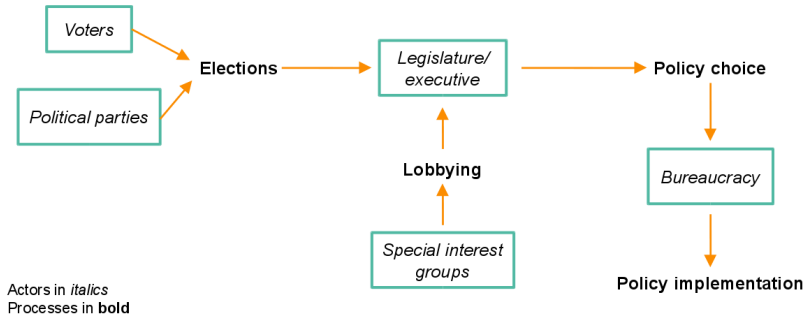 Voters
Political parties
Elections
Legislature/
executive
Policy choice
Lobbying
Special interest
groups
Bureaucracy
Policy implementation
Actors in italics
Processes in bold